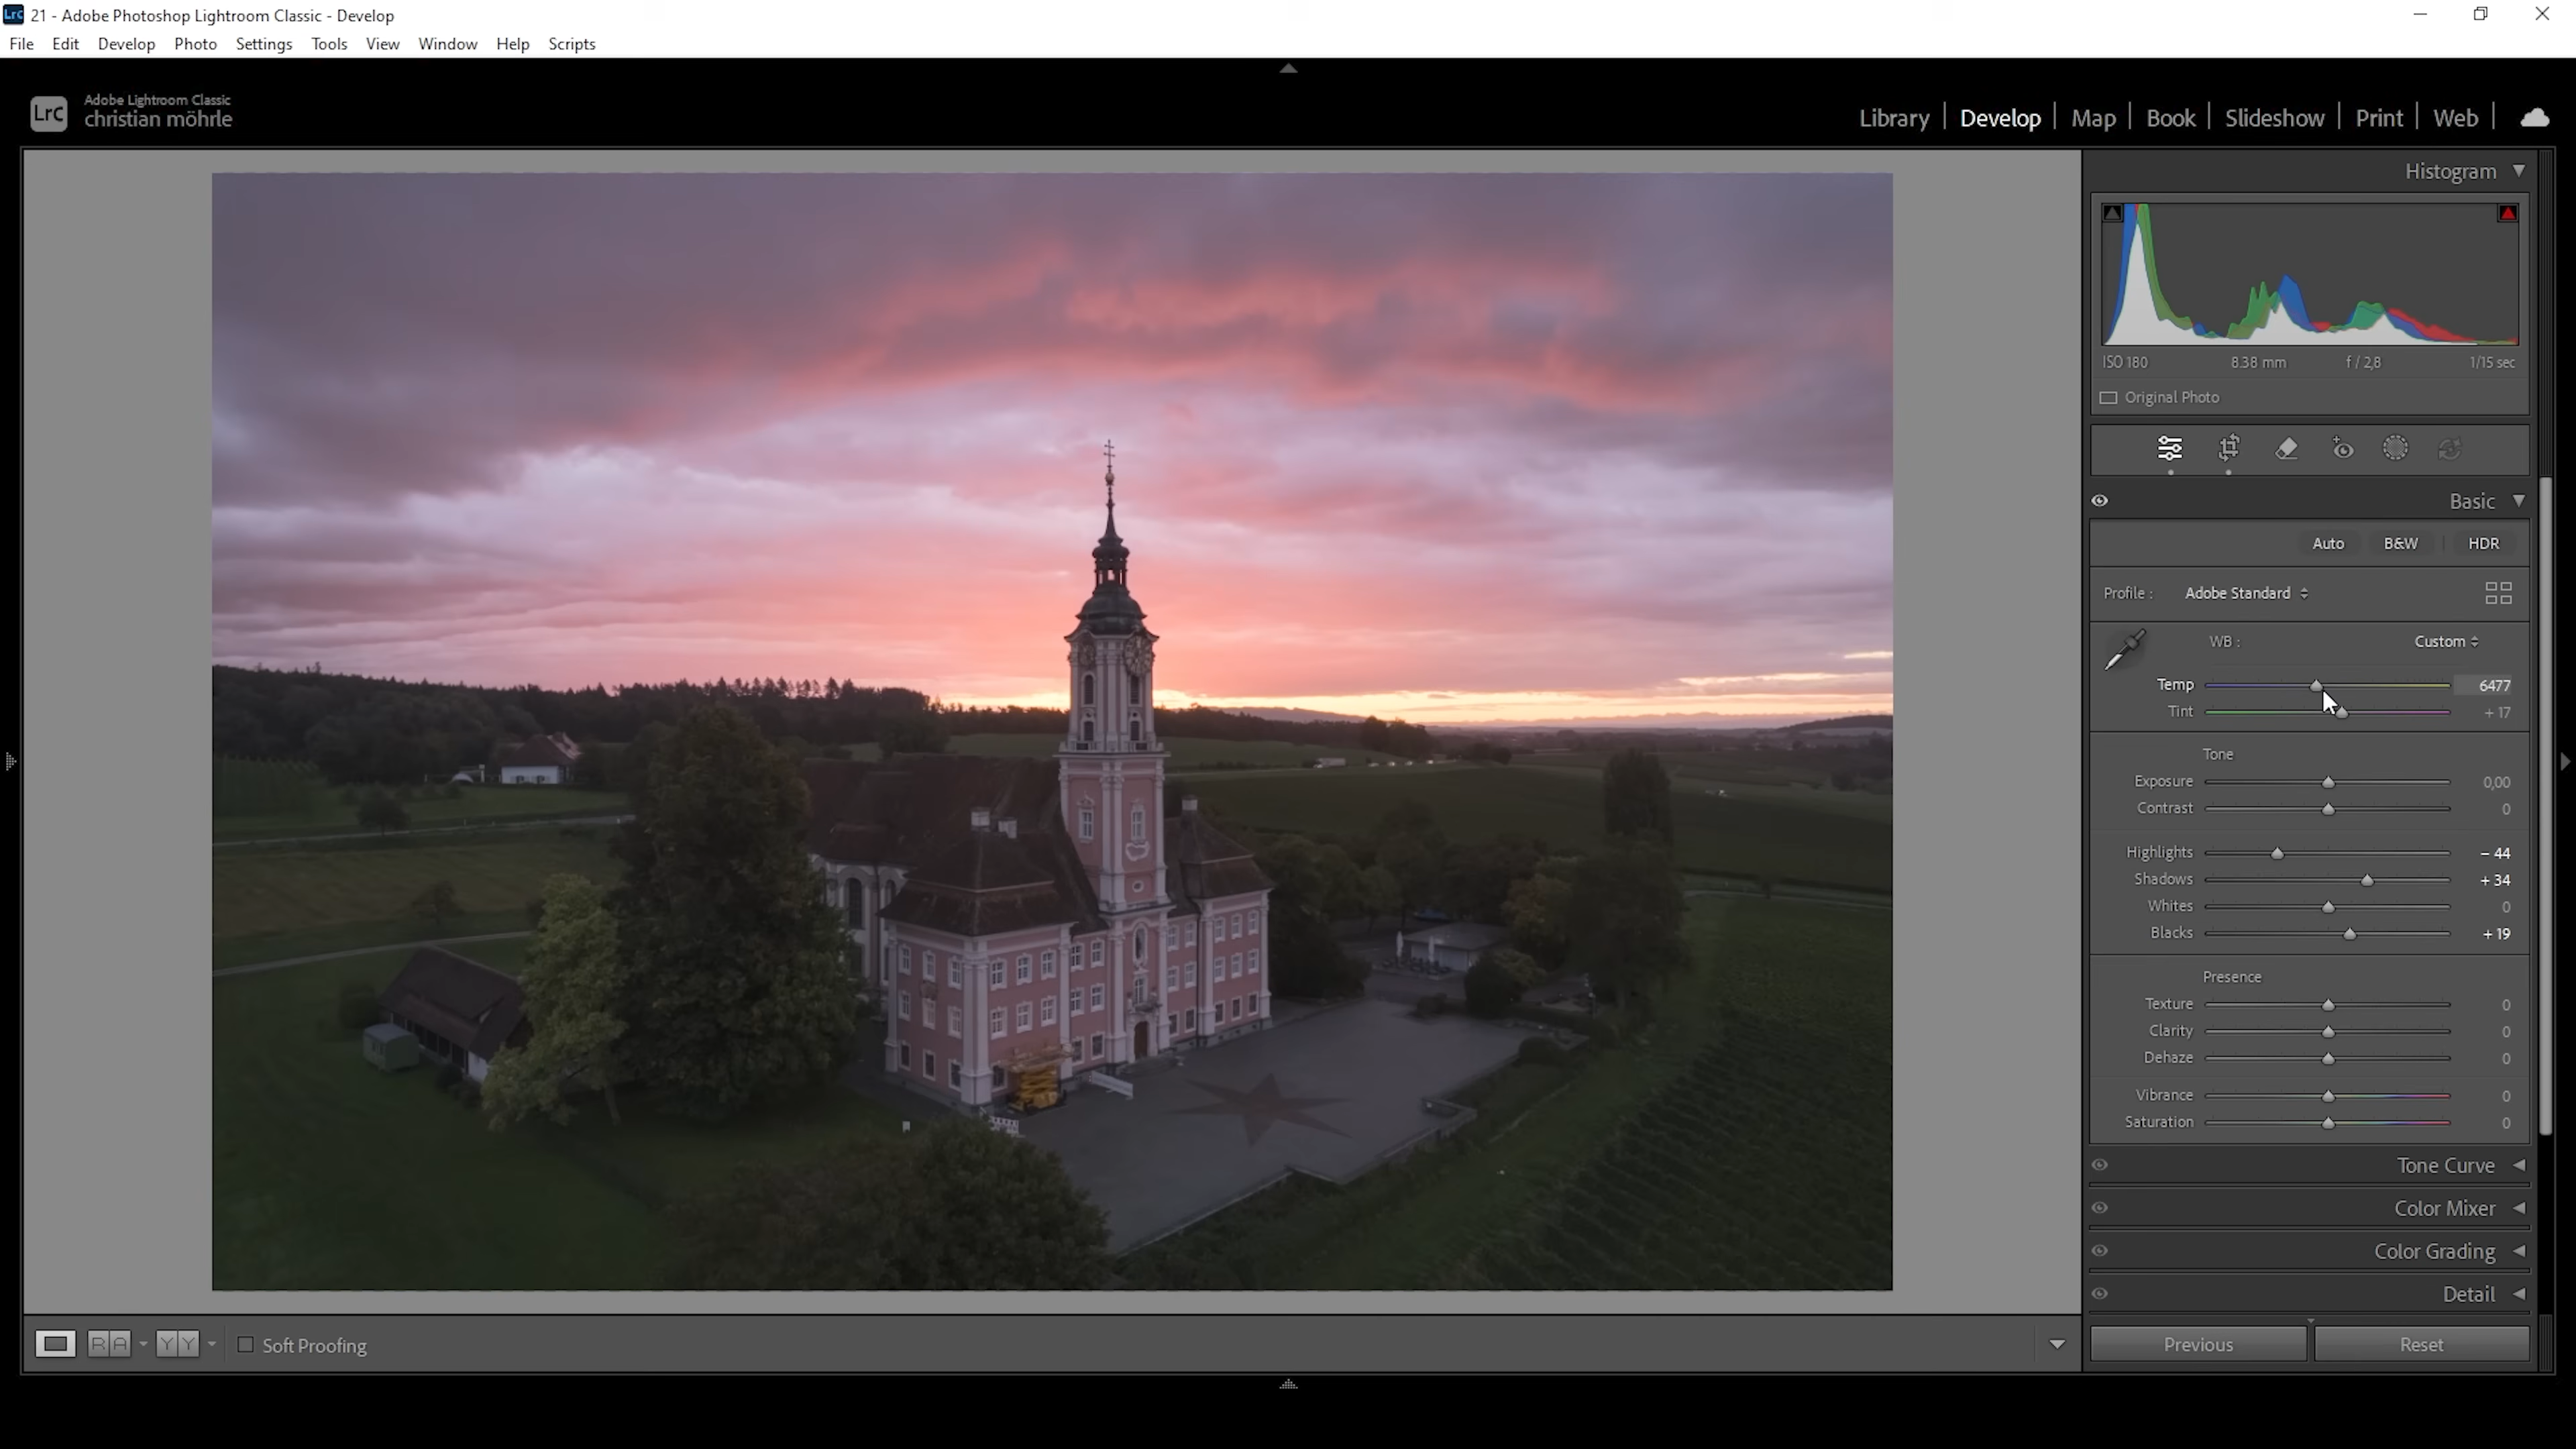 Lrc 21 - Adobe Photoshop Lightroom Classic - Develop
File Edit Develop Photo Settings Tools View Window Help Scripts
Lrc Adobe Lightroom Classic
christian möhrle
Library | Develop | Map | Book | Slideshow | Print | Web |
Histogram
ISO 180 8.38 mm f / 2,8 1/15 sec
Original Photo
Basic
Auto B&W | HDR
Profile : Adobe Standard
WB : Custom
Temp 6477
Tint + 17
Tone
Exposure 0,00
Contrast 0
Highlights - 44
Shadows + 34
Whites 0
Blacks + 19
Presence
Texture 0
Clarity 0
Dehaze 0
Vibrance 0
Saturation 0
Tone Curve
Color Mixer
Color Grading
Detail
R A Y Y Soft Proofing
Previous Reset